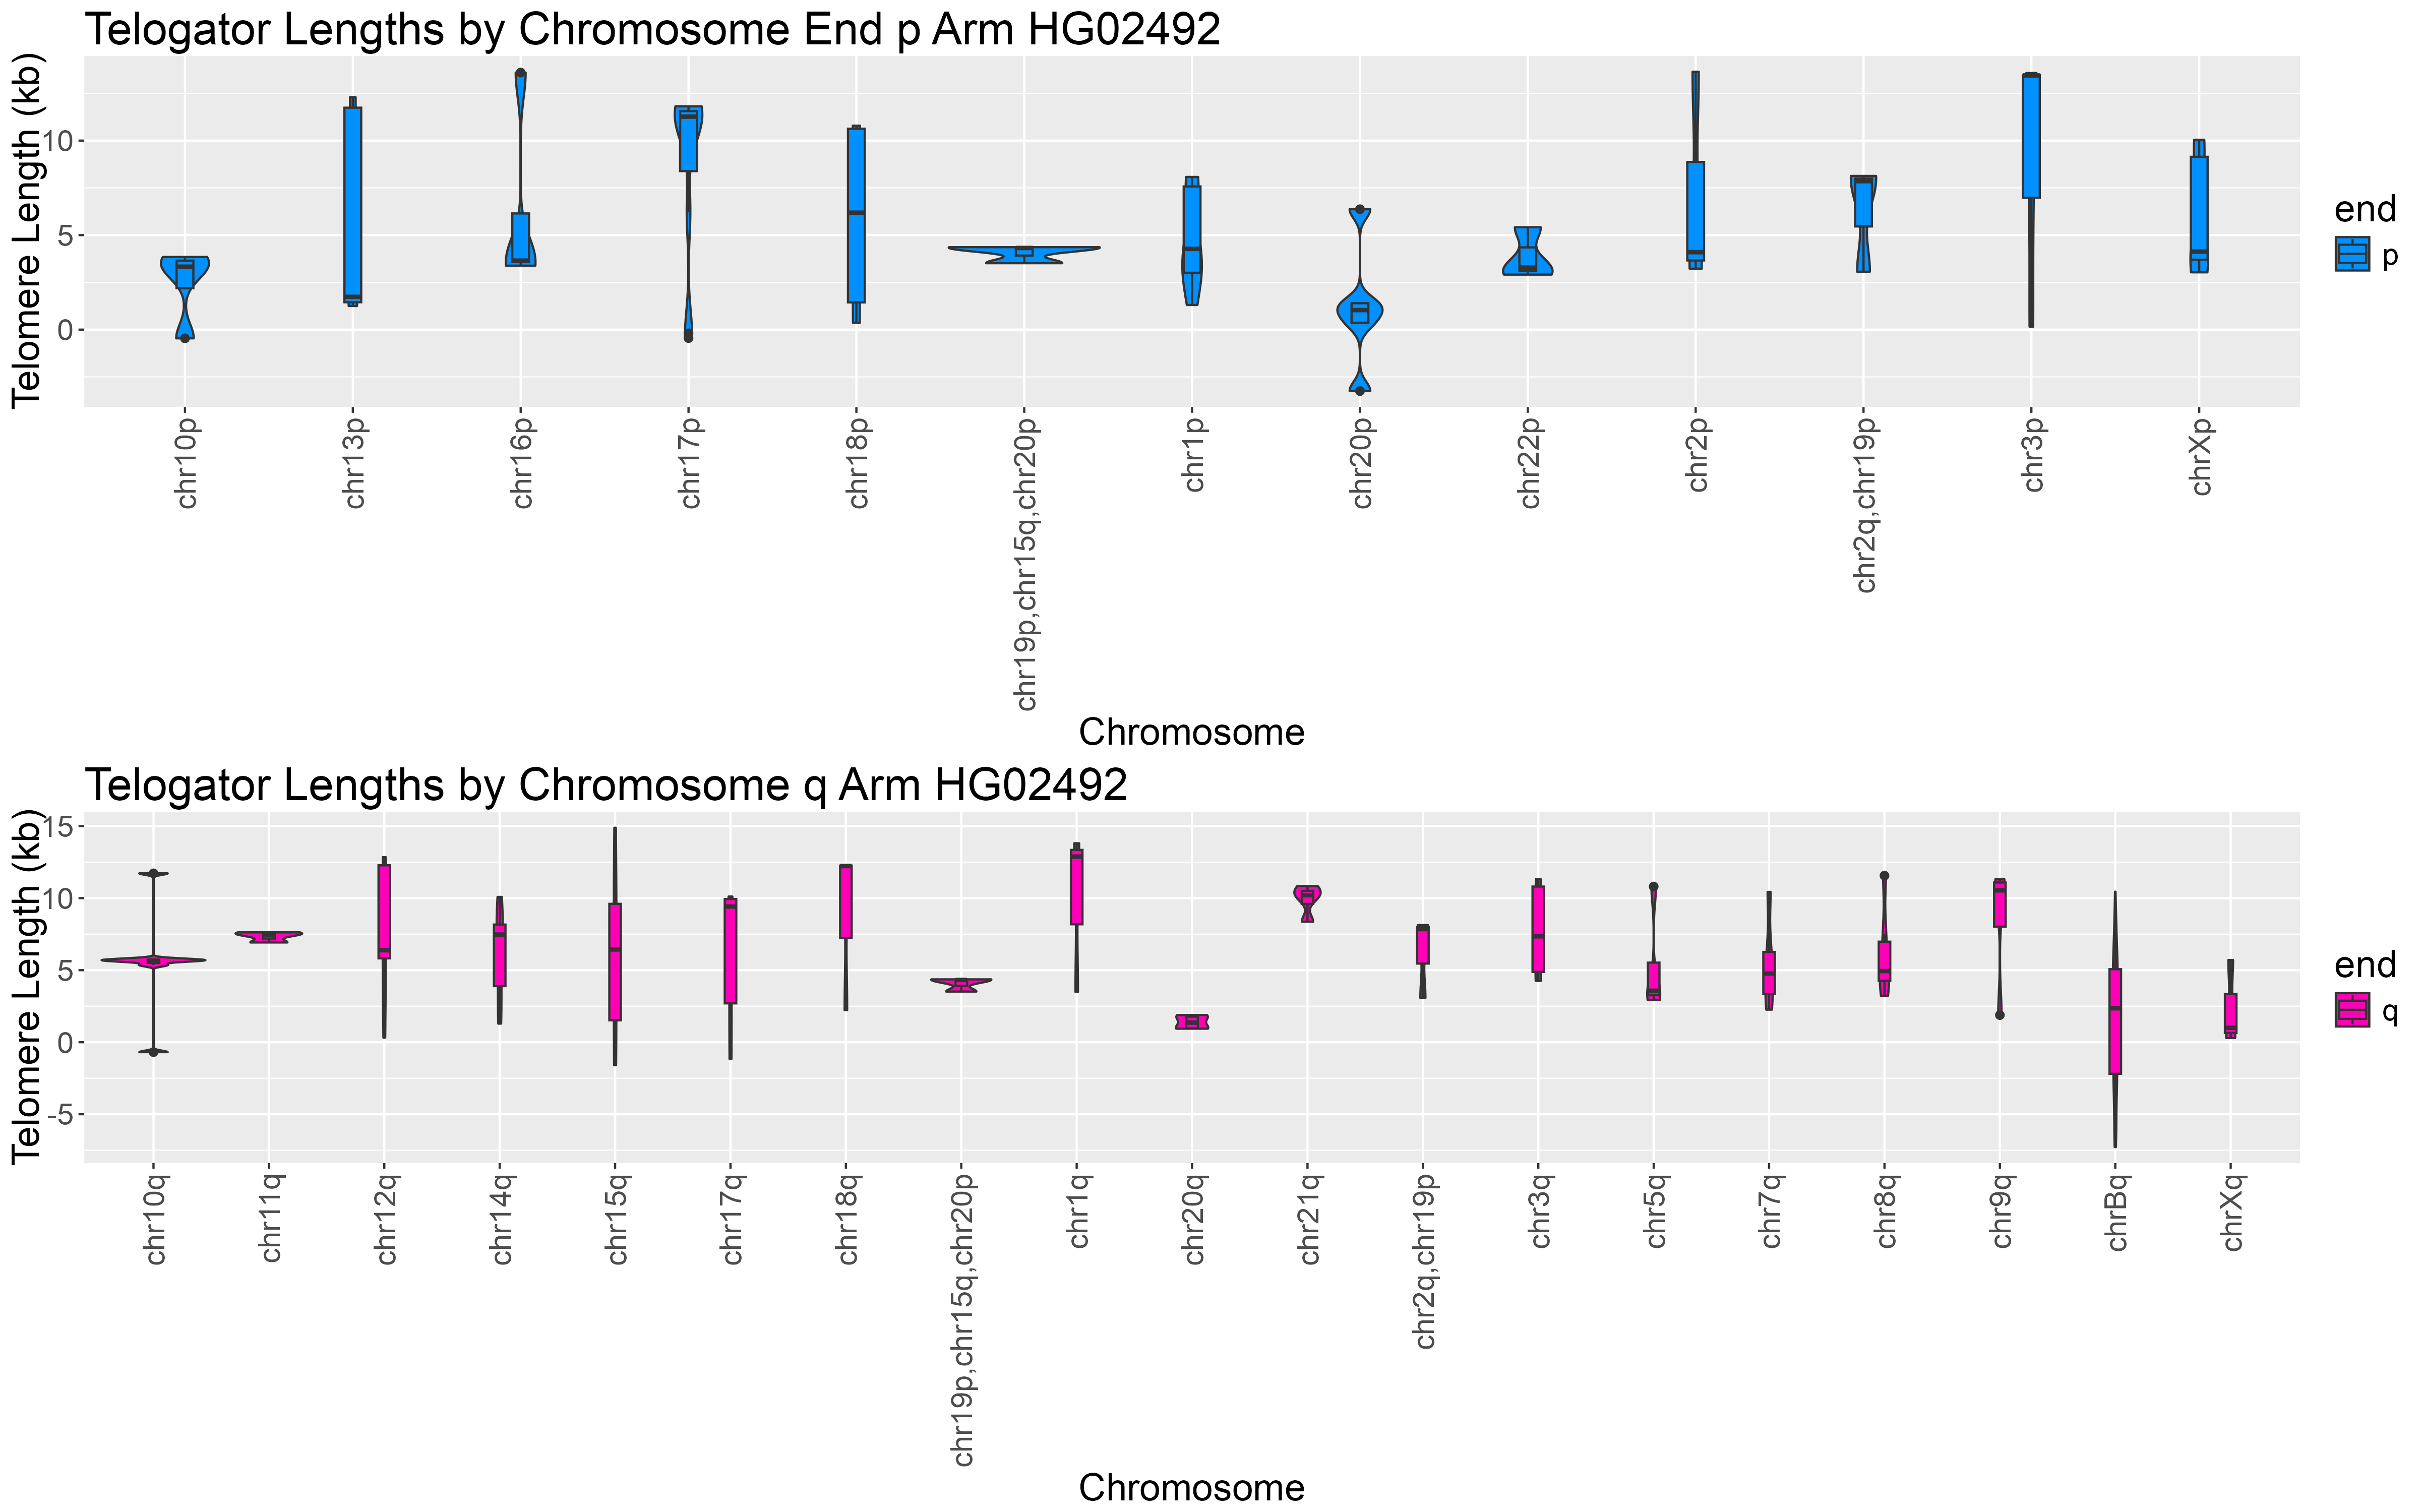 Telogator Lengths by Chromosome End p Arm HG02492
Telomere Length (kb)
10
5
0
chr10p
chr13p
chr16p
chr17p
chr18p
chr19p,chr15q,chr20p
chr1p
chr20p
chr22p
chr2p
chr2q,chr19p
chr3p
chrXp
Chromosome
end
p
Telogator Lengths by Chromosome q Arm HG02492
Telomere Length (kb)
15
10
5
0
-5
chr10q
chr11q
chr12q
chr14q
chr15q
chr17q
chr18q
chr19p,chr15q,chr20p
chr1q
chr20q
chr21q
chr2q,chr19p
chr3q
chr5q
chr7q
chr8q
chr9q
chrBq
chrXq
Chromosome
end
q